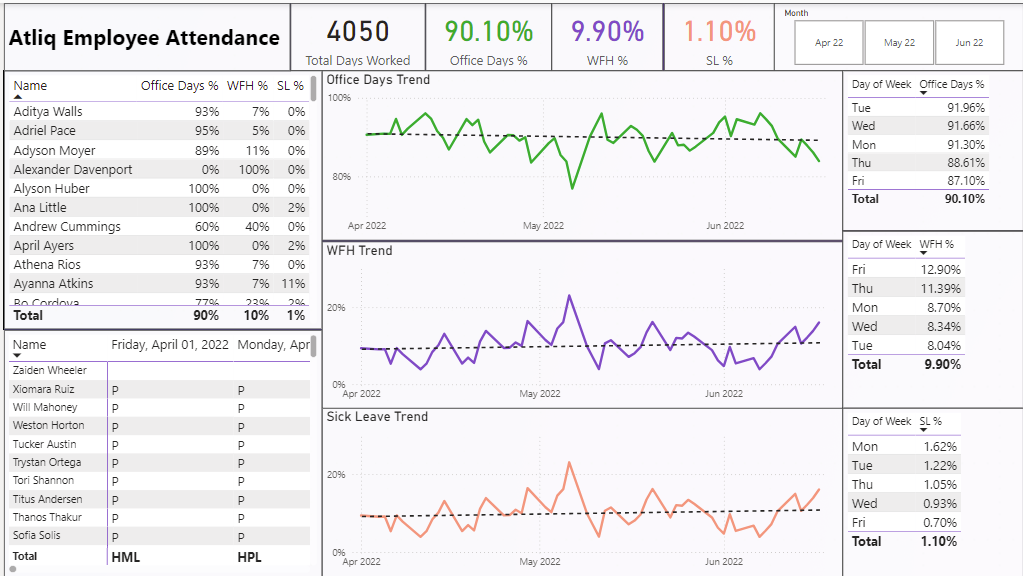 Atliq Employee Attendance
4050
Total Days Worked
90.10%
Office Days %
9.90%
WFH %
1.10%
SL %
Month
Apr 22 May 22 Jun 22
Name Office Days % WFH % SL %
Aditya Walls 93% 7% 0%
Adriel Pace 95% 5% 0%
Adyson Moyer 89% 11% 0%
Alexander Davenport 0% 100% 0%
Alyson Huber 100% 0% 0%
Ana Little 100% 0% 2%
Andrew Cummings 60% 40% 0%
April Ayers 100% 0% 2%
Athena Rios 93% 7% 0%
Ayanna Atkins 93% 7% 11%
Bo Cordova 77% 23% 2%
Total 90% 10% 1%
Name Friday, April 01, 2022 Monday, Apr
Zaiden Wheeler
Xiomara Ruiz P P
Will Mahoney P P
Weston Horton P P
Tucker Austin P P
Trystan Ortega P P
Tori Shannon P P
Titus Andersen P P
Thanos Thakur P P
Sofia Solis P P
Total HML HPL
Office Days Trend
100%
80%
Apr 2022 May 2022 Jun 2022
WFH Trend
20%
0%
Apr 2022 May 2022 Jun 2022
Sick Leave Trend
20%
0%
Apr 2022 May 2022 Jun 2022
Day of Week Office Days %
Tue 91.96%
Wed 91.66%
Mon 91.30%
Thu 88.61%
Fri 87.10%
Total 90.10%
Day of Week WFH %
Fri 12.90%
Thu 11.39%
Mon 8.70%
Wed 8.34%
Tue 8.04%
Total 9.90%
Day of Week SL %
Mon 1.62%
Tue 1.22%
Thu 1.05%
Wed 0.93%
Fri 0.70%
Total 1.10%